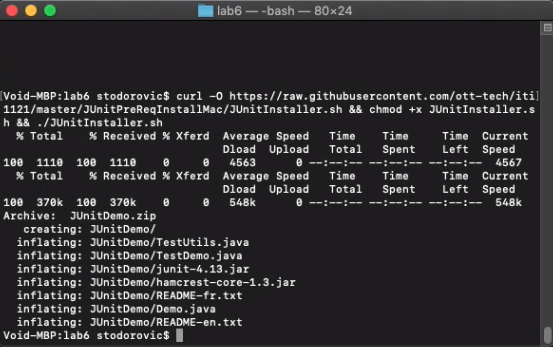 lab6 — -bash — 80×24
[Void-MBP:lab6 stodorovic$ curl -O https://raw.githubusercontent.com/ott-tech/iti]
1121/master/JUnitPreReqInstallMac/JUnitInstaller.sh && chmod +x JUnitInstaller.s
h && ./JUnitInstaller.sh
  % Total    % Received % Xferd  Average Speed   Time    Time     Time  Current
                                 Dload  Upload   Total   Spent    Left  Speed
100  1110  100  1110    0     0   4563      0 --:--:-- --:--:-- --:--:--  4567
  % Total    % Received % Xferd  Average Speed   Time    Time     Time  Current
                                 Dload  Upload   Total   Spent    Left  Speed
100  370k  100  370k    0     0   548k      0 --:--:-- --:--:-- --:--:--  548k
Archive:  JUnitDemo.zip
   creating: JUnitDemo/
  inflating: JUnitDemo/TestUtils.java
  inflating: JUnitDemo/TestDemo.java
  inflating: JUnitDemo/junit-4.13.jar
  inflating: JUnitDemo/hamcrest-core-1.3.jar
  inflating: JUnitDemo/README-fr.txt
  inflating: JUnitDemo/Demo.java
  inflating: JUnitDemo/README-en.txt
Void-MBP:lab6 stodorovic$